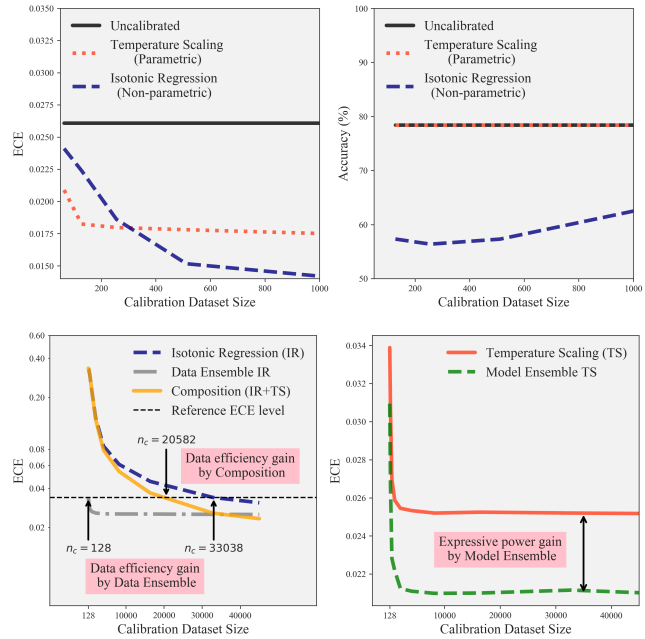 0.0350
0.0325
0.0300
0.0275
0.0250
0.0225
0.0200
0.0175
0.0150
ECE
Uncalibrated
Temperature Scaling
(Parametric)
Isotonic Regression
(Non-parametric)
200
400
600
800
1000
Calibration Dataset Size
100
90
80
70
60
50
Accuracy (%)
Uncalibrated
Temperature Scaling
(Parametric)
Isotonic Regression
(Non-parametric)
0
200
400
600
800
1000
Calibration Dataset Size
0.60
0.40
0.20
0.08
0.06
0.04
0.02
ECE
Isotonic Regression (IR)
Data Ensemble IR
Composition (IR+TS)
Reference ECE level
n_c = 20582
Data efficiency gain
by Composition
n_c = 128
n_c = 33038
Data efficiency gain
by Data Ensemble
128
10000
20000
30000
40000
Calibration Dataset Size
0.034
0.032
0.030
0.028
0.026
0.024
0.022
ECE
Temperature Scaling (TS)
Model Ensemble TS
Expressive power gain
by Model Ensemble
128
10000
20000
30000
40000
Calibration Dataset Size